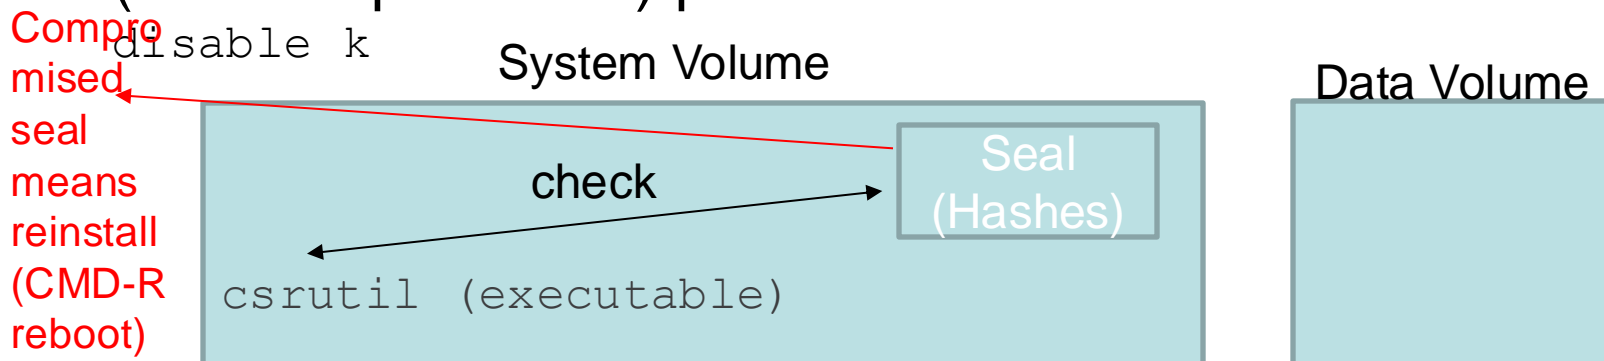 Compro
mised
seal
means
reinstall
(CMD-R
reboot)
disable k
System Volume
Data Volume
Seal
(Hashes)
check
csrutil (executable)